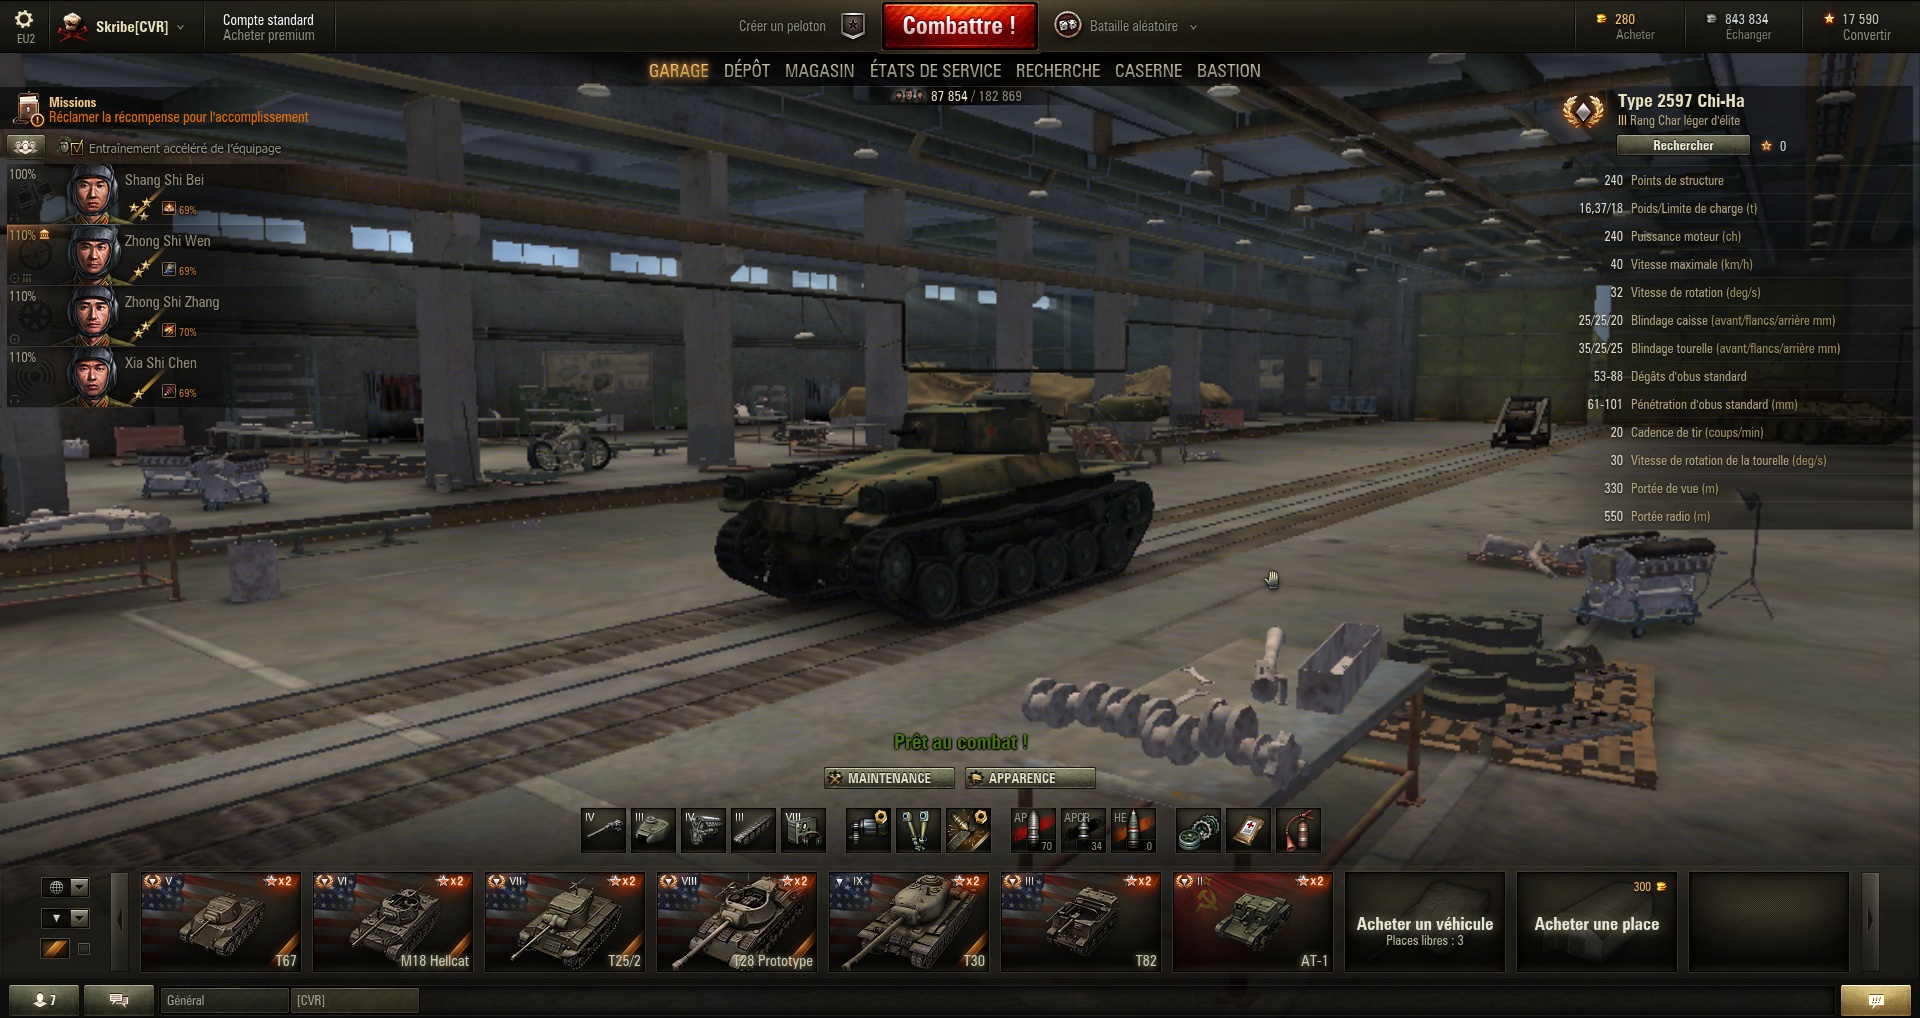 EU2
Skribe[CVR]
Compte standard
Acheter premium
Créer un peloton
Combattre !
Bataille aléatoire
280
Acheter
843 834
Echanger
17 590
Convertir
GARAGE DÉPÔT MAGASIN ÉTATS DE SERVICE RECHERCHE CASERNE BASTION
87 854 / 182 869
Missions
Réclamer la récompense pour l'accomplissement
Entraînement accéléré de l'équipage
100%
Shang Shi Bei
69%
110%
Zhong Shi Wen
69%
110%
Zhong Shi Zhang
70%
110%
Xia Shi Chen
69%
Type 2597 Chi-Ha
III Rang Char léger d'élite
Rechercher
0
240 Points de structure
16,37/18 Poids/Limite de charge (t)
240 Puissance moteur (ch)
40 Vitesse maximale (km/h)
32 Vitesse de rotation (deg/s)
25/25/20 Blindage caisse (avant/flancs/arrière mm)
35/25/25 Blindage tourelle (avant/flancs/arrière mm)
53-88 Dégâts d'obus standard
61-101 Pénétration d'obus standard (mm)
20 Cadence de tir (coups/min)
30 Vitesse de rotation de la tourelle (deg/s)
330 Portée de vue (m)
550 Portée radio (m)
Prêt au combat !
MAINTENANCE
APPARENCE
IV III IV III VIII
AP 70
APCR 34
HE 0
V x2 T67
VI x2 M18 Hellcat
VII x2 T25/2
VIII x2 T28 Prototype
IX x2 T30
III x2 T82
II x2 AT-1
Acheter un véhicule
Places libres : 3
300
Acheter une place
7
Général
[CVR]